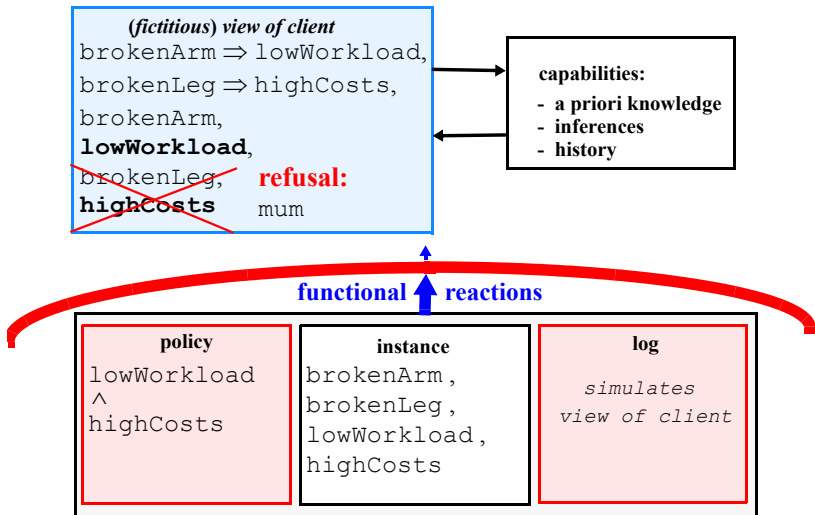 (fictitious) view of client
brokenArm ⇒ lowWorkload,
brokenLeg ⇒ highCosts,
brokenArm,
lowWorkload,
brokenLeg,
highCosts
refusal:
mum
capabilities:
- a priori knowledge
- inferences
- history
functional reactions
policy
lowWorkload
^
highCosts
instance
brokenArm ,
brokenLeg ,
lowWorkload ,
highCosts
log
simulates
view of client